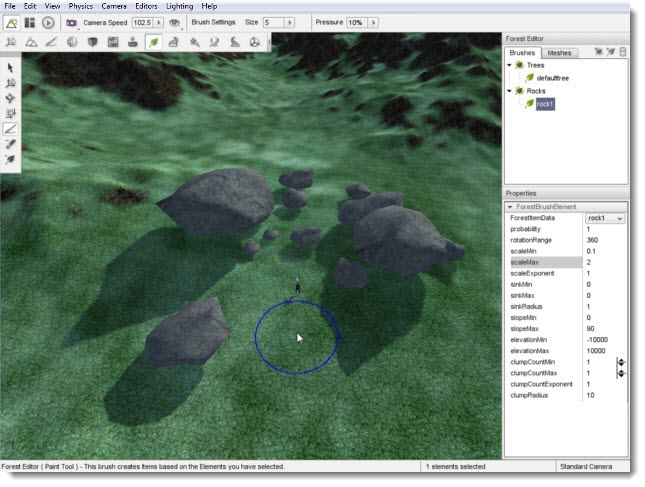 File Edit View Physics Camera Editors Lighting Help
Camera Speed 102.5 Brush Settings Size 5 Pressure 10%
Forest Editor
Brushes Meshes
Trees
defaulttree
Rocks
rock1
Properties
ForestBrushElement
ForestItemData rock1
probability 1
rotationRange 360
scaleMin 0.1
scaleMax 2
scaleExponent 1
sinkMin 0
sinkMax 0
sinkRadius 1
slopeMin 0
slopeMax 90
elevationMin -10000
elevationMax 10000
clumpCountMin 1
clumpCountMax 1
clumpCountExponent 1
clumpRadius 10
Forest Editor ( Paint Tool ) - This brush creates Items based on the Elements you have selected. 1 elements selected Standard Camera